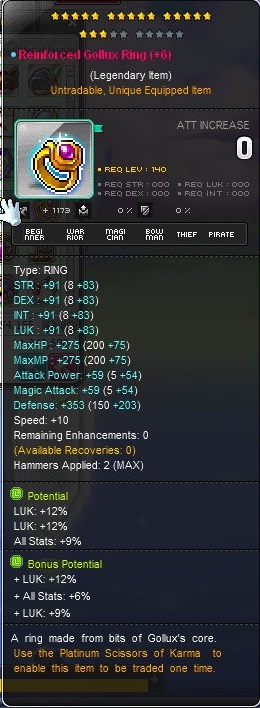 Reinforced Gollux Ring (+6)
(Legendary Item)
Untradable, Unique Equipped Item
ATT INCREASE
0
REQ LEV : 140
REQ STR : 000 REQ LUK : 000
REQ DEX : 000 REQ INT : 000
+ 1173 0 % 0 %
BEGINNER WARRIOR MAGICIAN BOWMAN THIEF PIRATE
Type: RING
STR : +91 (8 +83)
DEX : +91 (8 +83)
INT : +91 (8 +83)
LUK : +91 (8 +83)
MaxHP : +275 (200 +75)
MaxMP : +275 (200 +75)
Attack Power: +59 (5 +54)
Magic Attack: +59 (5 +54)
Defense: +353 (150 +203)
Speed: +10
Remaining Enhancements: 0
(Available Recoveries: 0)
Hammers Applied: 2 (MAX)
L Potential
LUK: +12%
LUK: +12%
All Stats: +9%
L Bonus Potential
+ LUK: +12%
+ All Stats: +6%
+ LUK: +9%
A ring made from bits of Gollux's core.
Use the Platinum Scissors of Karma to
enable this item to be traded one time.